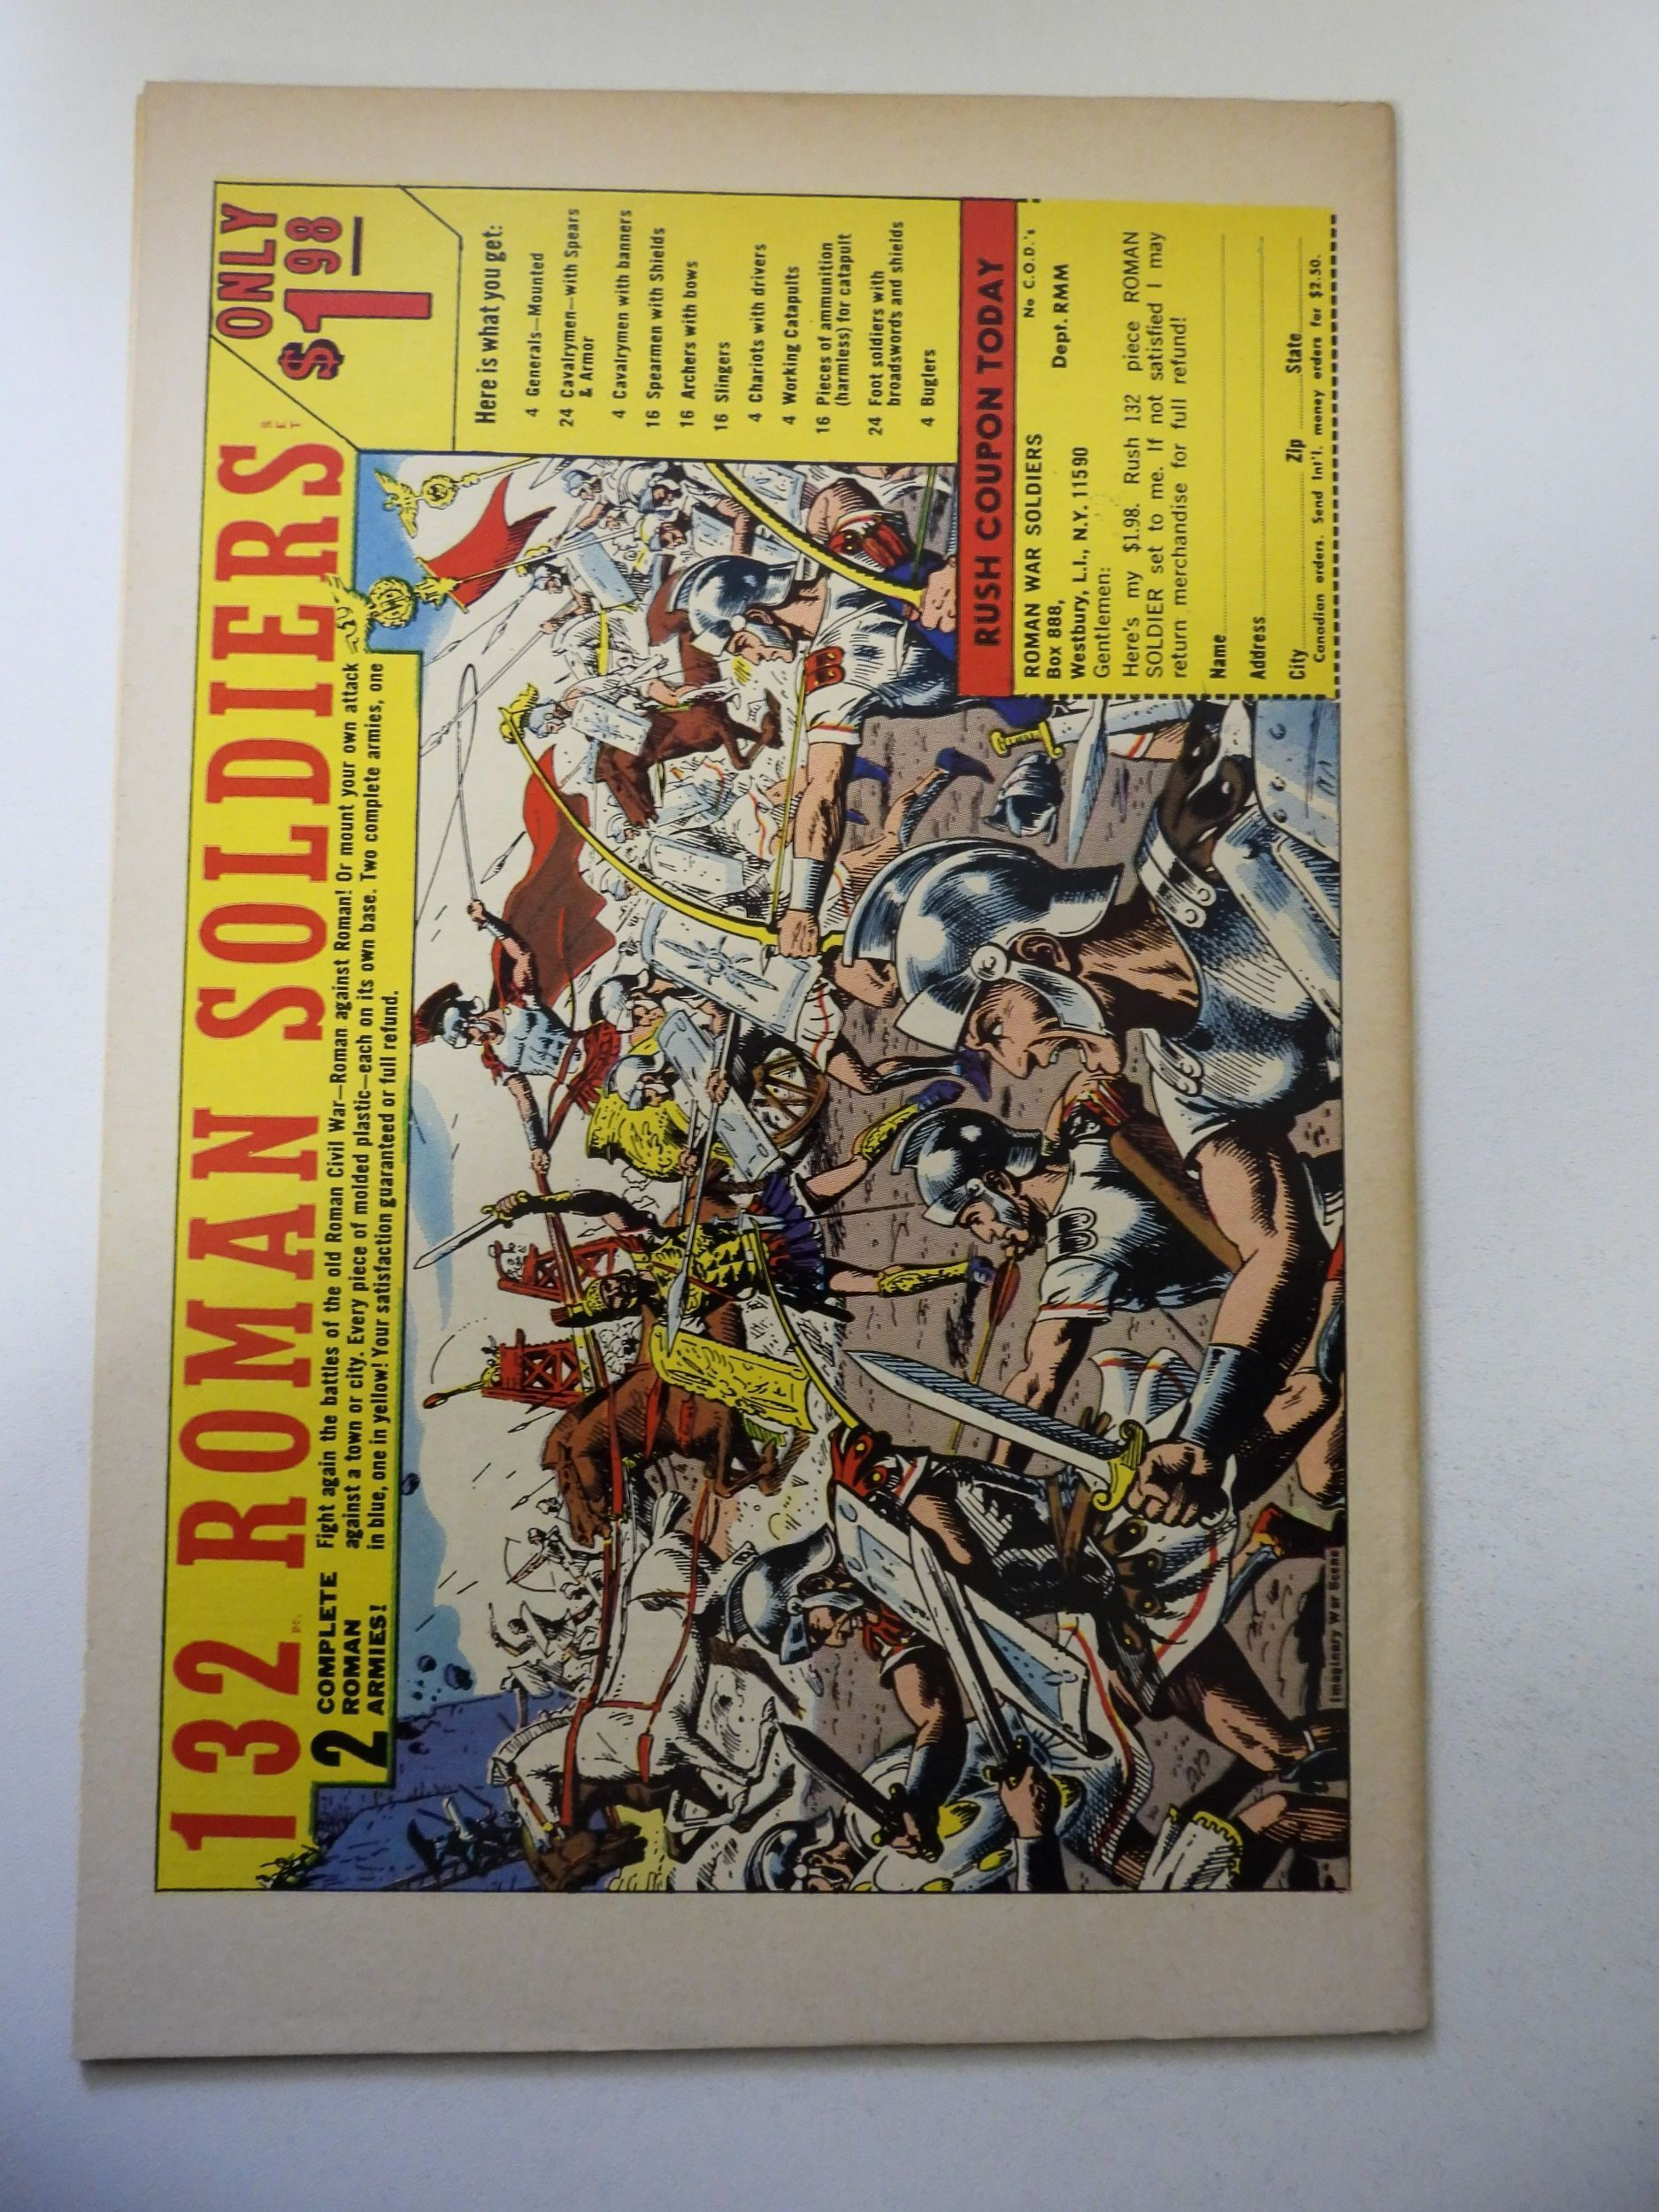 132 PC. ROMAN SOLDIERS SET
ONLY
$1.98
2 COMPLETE
ROMAN
ARMIES!
Fight again the battles of the old Roman Civil War—Roman against Roman! Or mount your own attack
against a town or city. Every piece of molded plastic—each on its own base. Two complete armies, one
in blue, one in yellow! Your satisfaction guaranteed or full refund.
Here is what you get:
4 Generals—Mounted
24 Cavalrymen—with Spears
& Armor
4 Cavalrymen with banners
16 Spearmen with Shields
16 Archers with bows
16 Slingers
4 Chariots with drivers
4 Working Catapults
16 Pieces of ammunition
(harmless) for catapult
24 Foot soldiers with
broadswords and shields
4 Buglers
RUSH COUPON TODAY
No C.O.D.'s
ROMAN WAR SOLDIERS
Box 888, Dept. RMM
Westbury, L.I., N.Y. 11590
Gentlemen:
Here's my $1.98. Rush 132 piece ROMAN
SOLDIER set to me. If not satisfied I may
return merchandise for full refund!
Name
Address
City Zip State
Canadian orders. Send Int'l. money orders for $2.50.
Imaginary War Scene